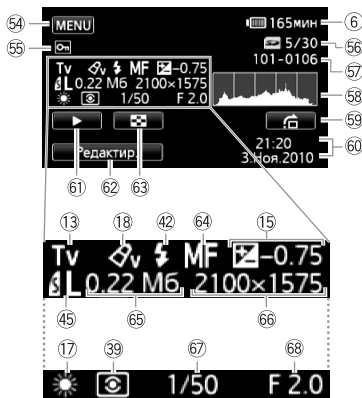 54 MENU 165мин 6
55 5/30 56
101-0106 57
Tv MF -0.75
L 0.22 Мб 2100×1575
1/50 F 2.0 58
59
21:20 60
Редактир. 3.Ноя.2010
61 62 63
13 18 42 64 15
Tv MF -0.75
L 0.22 Мб 2100×1575
45 65 66
17 39 67 68
1/50 F 2.0